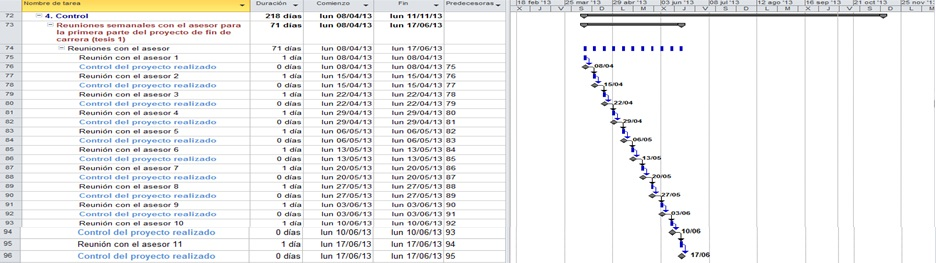 Nombre de tarea Duración Comienzo Fin Predecesoras 18 feb '13 25 mar '13 29 abr '13 03 jun '13 08 jul '13 12 ago '13 16 sep '13 21 oct '13 25 nov '13
X J V S D L M X J V S D L M X J V S
72 4. Control 218 días lun 08/04/13 lun 11/11/13
73 Reuniones semanales con el asesor para 71 días lun 08/04/13 lun 17/06/13
la primera parte del proyecto de fin de
carrera (tesis 1)
74 Reuniones con el asesor 71 días lun 08/04/13 lun 17/06/13
75 Reunión con el asesor 1 1 día lun 08/04/13 lun 08/04/13
76 Control del proyecto realizado 0 días lun 08/04/13 lun 08/04/13 75 08/04
77 Reunión con el asesor 2 1 día lun 15/04/13 lun 15/04/13 76
78 Control del proyecto realizado 0 días lun 15/04/13 lun 15/04/13 77 15/04
79 Reunión con el asesor 3 1 día lun 22/04/13 lun 22/04/13 78
80 Control del proyecto realizado 0 días lun 22/04/13 lun 22/04/13 79 22/04
81 Reunión con el asesor 4 1 día lun 29/04/13 lun 29/04/13 80
82 Control del proyecto realizado 0 días lun 29/04/13 lun 29/04/13 81 29/04
83 Reunión con el asesor 5 1 día lun 06/05/13 lun 06/05/13 82
84 Control del proyecto realizado 0 días lun 06/05/13 lun 06/05/13 83 06/05
85 Reunión con el asesor 6 1 día lun 13/05/13 lun 13/05/13 84
86 Control del proyecto realizado 0 días lun 13/05/13 lun 13/05/13 85 13/05
87 Reunión con el asesor 7 1 día lun 20/05/13 lun 20/05/13 86
88 Control del proyecto realizado 0 días lun 20/05/13 lun 20/05/13 87 20/05
89 Reunión con el asesor 8 1 día lun 27/05/13 lun 27/05/13 88
90 Control del proyecto realizado 0 días lun 27/05/13 lun 27/05/13 89 27/05
91 Reunión con el asesor 9 1 día lun 03/06/13 lun 03/06/13 90
92 Control del proyecto realizado 0 días lun 03/06/13 lun 03/06/13 91 03/06
93 Reunión con el asesor 10 1 día lun 10/06/13 lun 10/06/13 92
94 Control del proyecto realizado 0 días lun 10/06/13 lun 10/06/13 93 10/06
95 Reunión con el asesor 11 1 día lun 17/06/13 lun 17/06/13 94
96 Control del proyecto realizado 0 días lun 17/06/13 lun 17/06/13 95 17/06